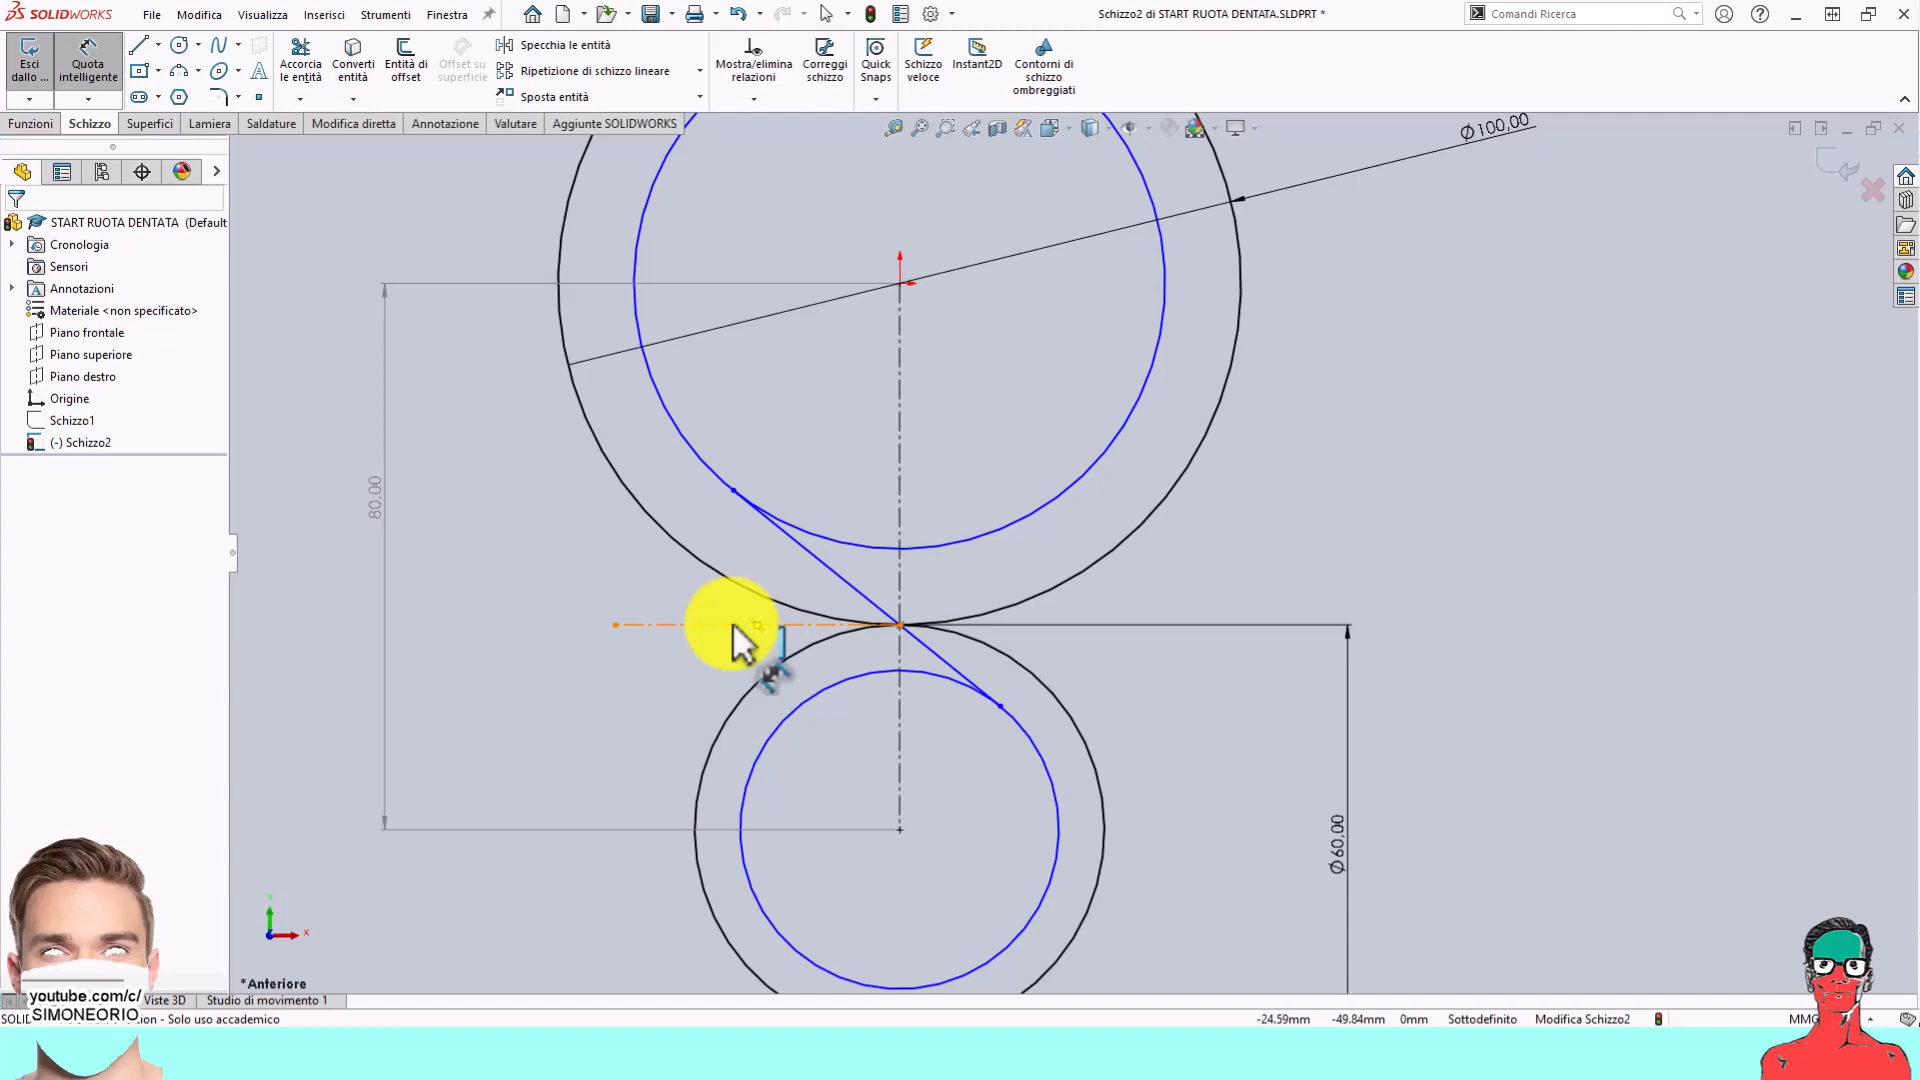 SOLIDWORKS
File
Modifica
Visualizza
Inserisci
Strumenti
Finestra
Schizzo2 di START RUOTA DENTATA.SLDPRT *
Comandi Ricerca
Esci dallo ...
Quota intelligente
Accorcia le entità
Converti entità
Entità di offset
Offset su superficie
Specchia le entità
Ripetizione di schizzo lineare
Sposta entità
Mostra/elimina relazioni
Correggi schizzo
Quick Snaps
Schizzo veloce
Instant2D
Contorni di schizzo ombreggiati
Funzioni
Schizzo
Superfici
Lamiera
Saldature
Modifica diretta
Annotazione
Valutare
Aggiunte SOLIDWORKS
START RUOTA DENTATA (Default
Cronologia
Sensori
Annotazioni
Materiale <non specificato>
Piano frontale
Piano superiore
Piano destro
Origine
Schizzo1
(-) Schizzo2
Ø100,00
80,00
Ø60,00
X
*Anteriore
youtube.com/c/
SIMONEORIO
Viste 3D
Studio di movimento 1
- Solo uso accademico
-24.59mm
-49.84mm
0mm
Sottodefinito
Modifica Schizzo2